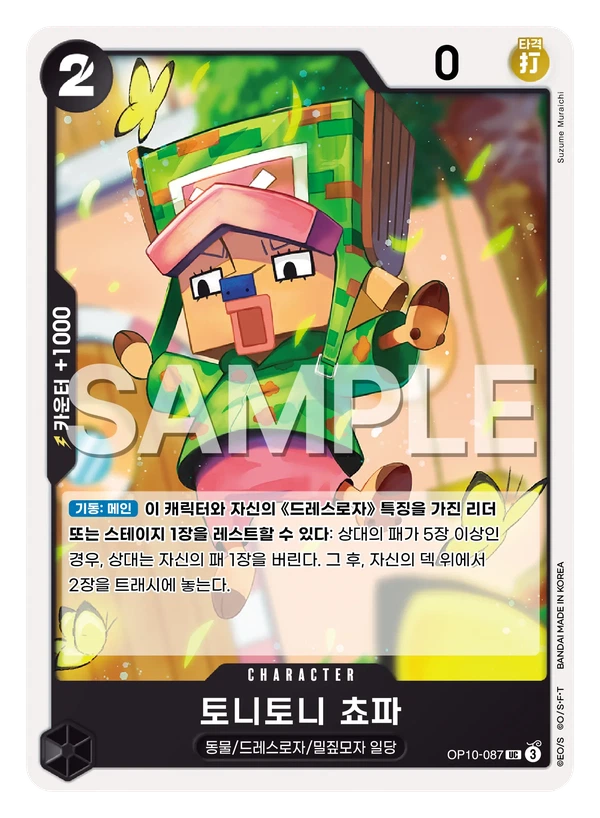 2
0
타격
打
Suzume Muraichi
카운터 +1000
SAMPLE
기동: 메인 이 캐릭터와 자신의 《드레스로자》 특징을 가진 리더
또는 스테이지 1장을 레스트할 수 있다: 상대의 패가 5장 이상인
경우, 상대는 자신의 패 1장을 버린다. 그 후, 자신의 덱 위에서
2장을 트래시에 놓는다.
CHARACTER
토니토니 쵸파
동물/드레스로자/밀짚모자 일당
OP10-087 UC 3
©EO/S ©O/S·F·T BANDAI MADE IN KOREA